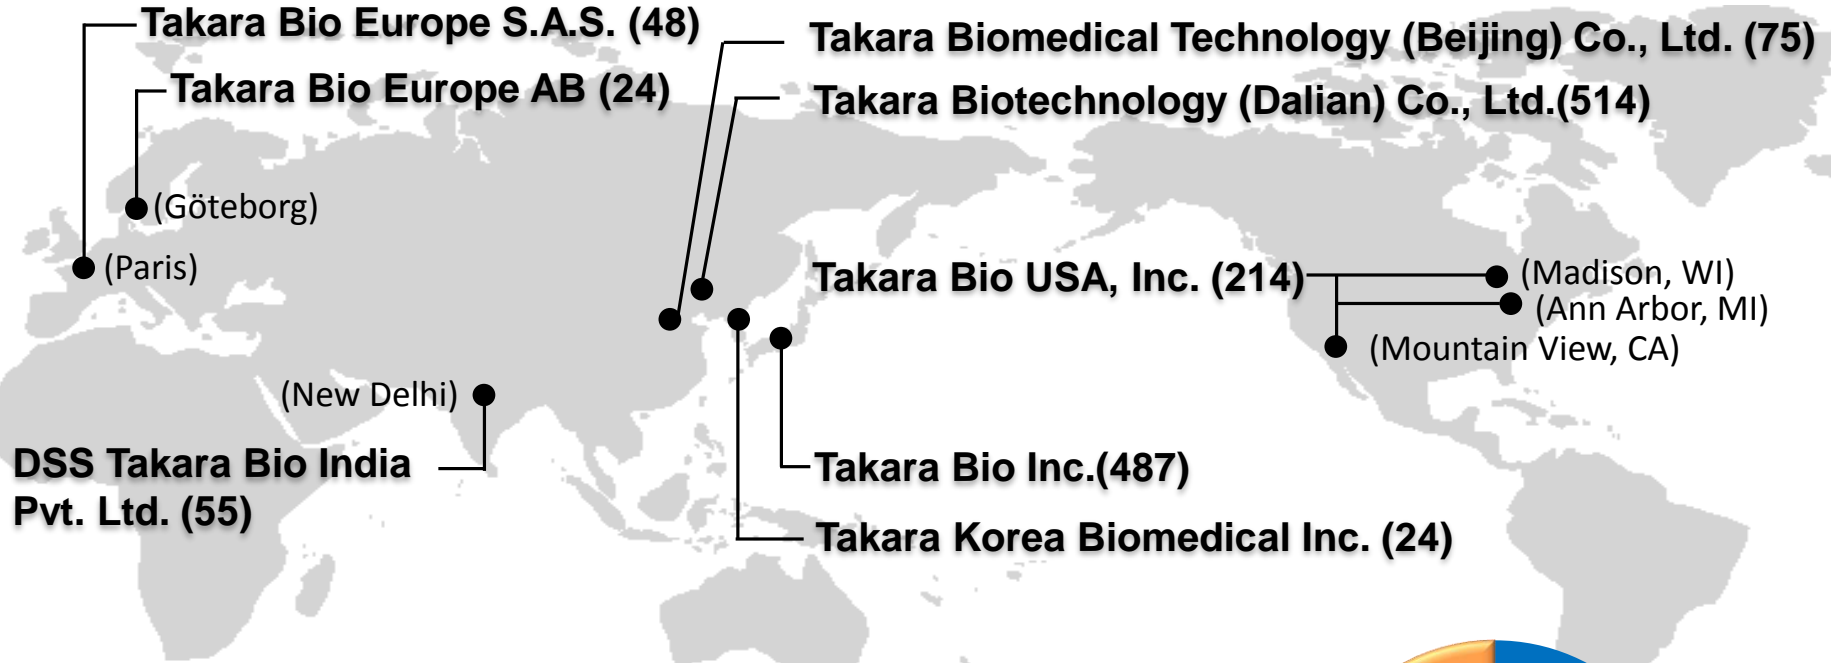 Takara Bio Europe S.A.S. (48)
Takara Biomedical Technology (Beijing) Co., Ltd. (75)
Takara Bio Europe AB (24)
Takara Biotechnology (Dalian) Co., Ltd.(514)
(Göteborg)
(Paris)
Takara Bio USA, Inc. (214)
(Madison, WI)
(Ann Arbor, MI)
(Mountain View, CA)
(New Delhi)
DSS Takara Bio India
Pvt. Ltd. (55)
Takara Bio Inc.(487)
Takara Korea Biomedical Inc. (24)